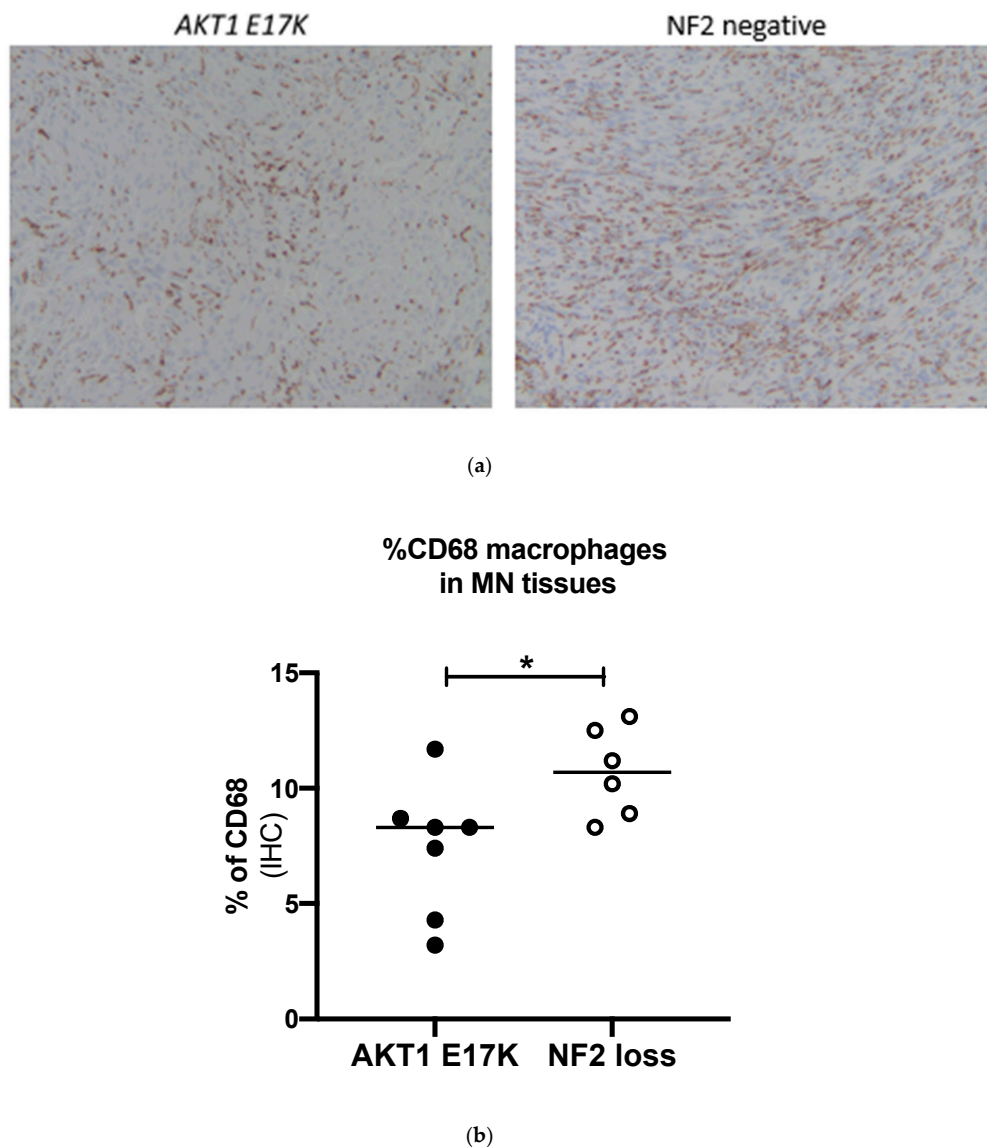 AKT1 E17K
NF2 negative
(a)
%CD68 macrophages
in MN tissues
*
15
10
5
0
% of CD68
(IHC)
AKT1 E17K
NF2 loss
(b)